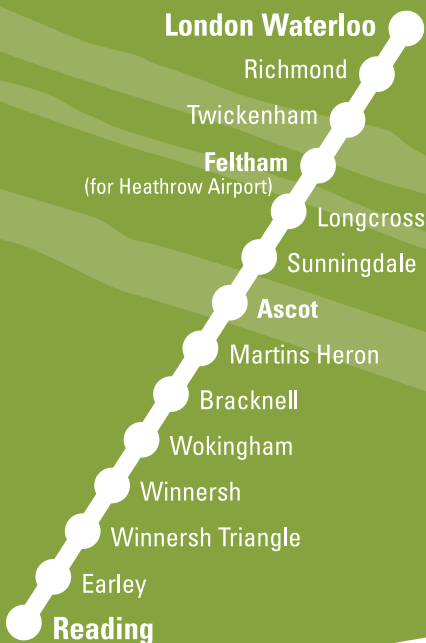 London Waterloo
Richmond
Twickenham
Feltham
(for Heathrow Airport)
Longcross
Sunningdale
Ascot
Martins Heron
Bracknell
Wokingham
Winnersh
Winnersh Triangle
Earley
Reading